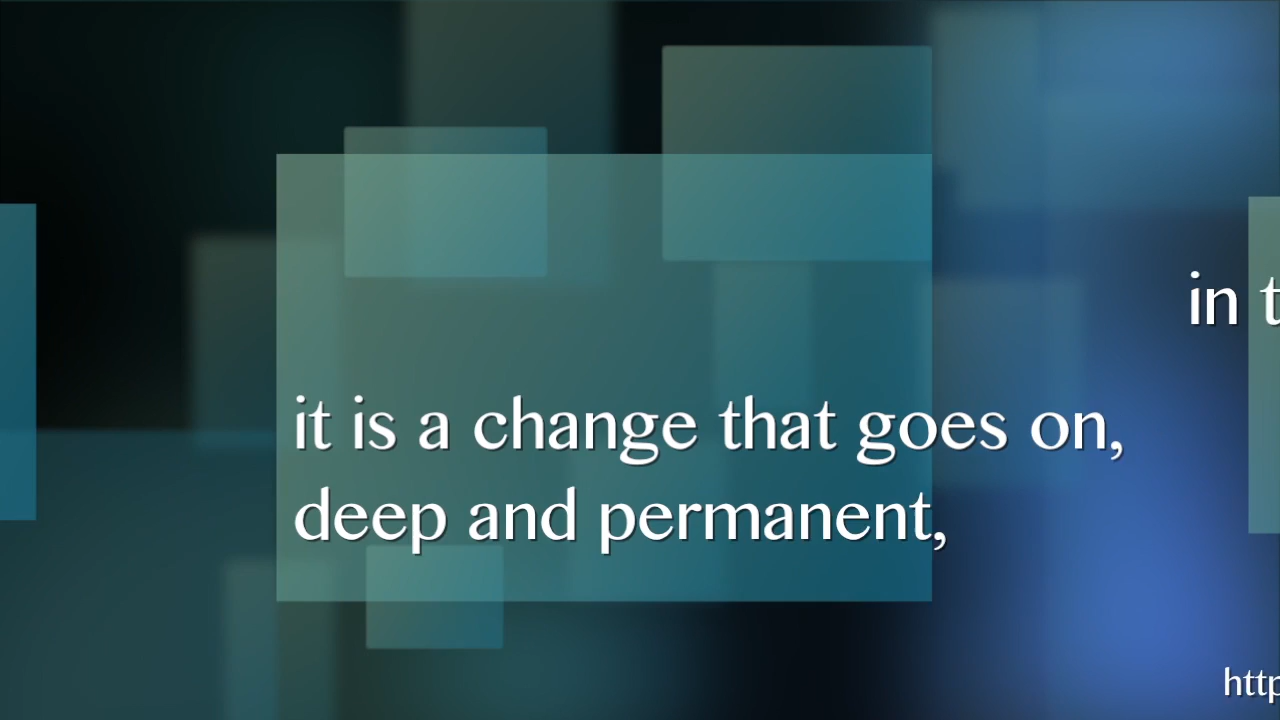 in
it is a change that goes on,
deep and permanent,